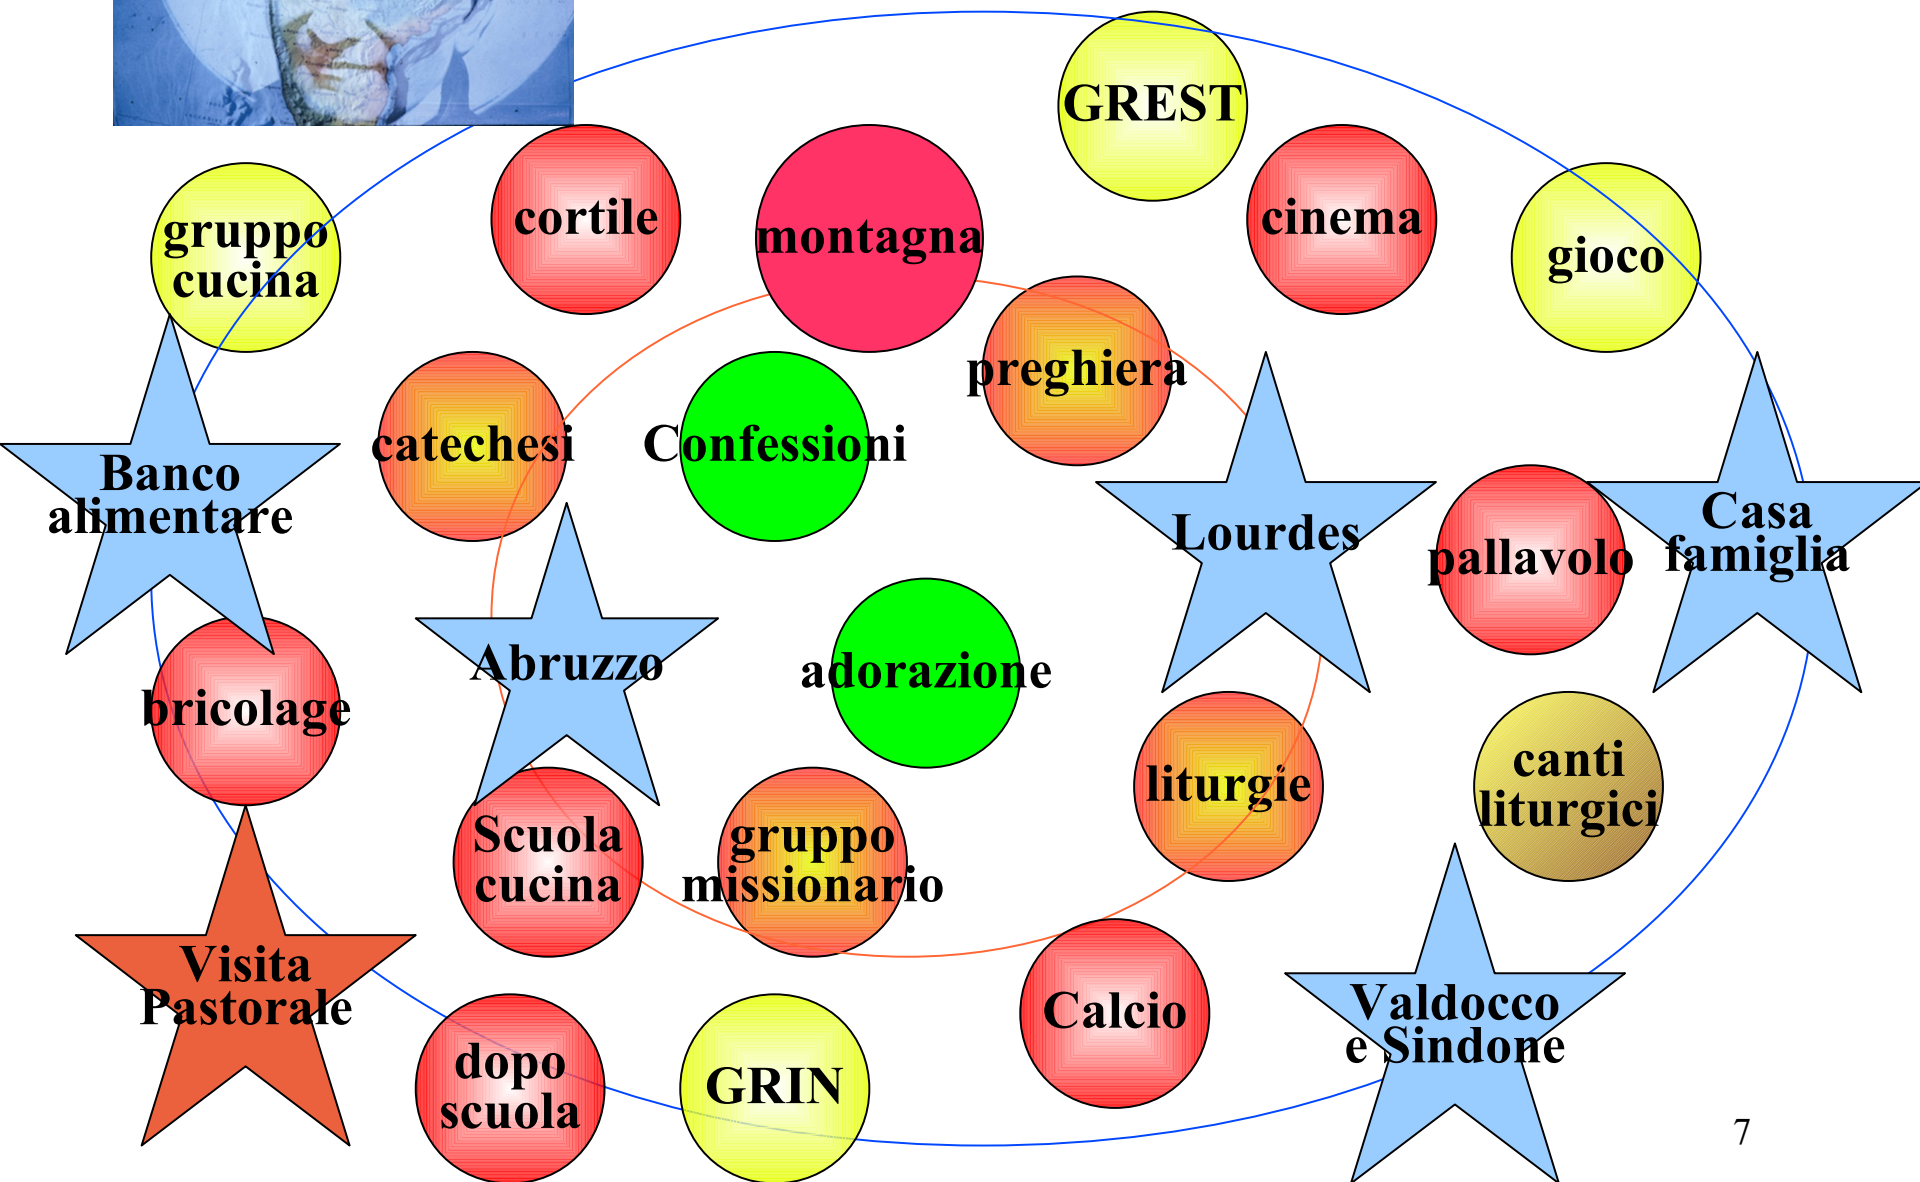 GREST
cortile
montagna
cinema
gruppo
cucina
gioco
preghiera
catechesi
Confessioni
Banco
alimentare
Lourdes
pallavolo
Casa
famiglia
Abruzzo
adorazione
bricolage
liturgie
canti
liturgici
Scuola
cucina
gruppo
missionario
Visita
Pastorale
Calcio
Valdocco
e Sindone
dopo
scuola
GRIN
7